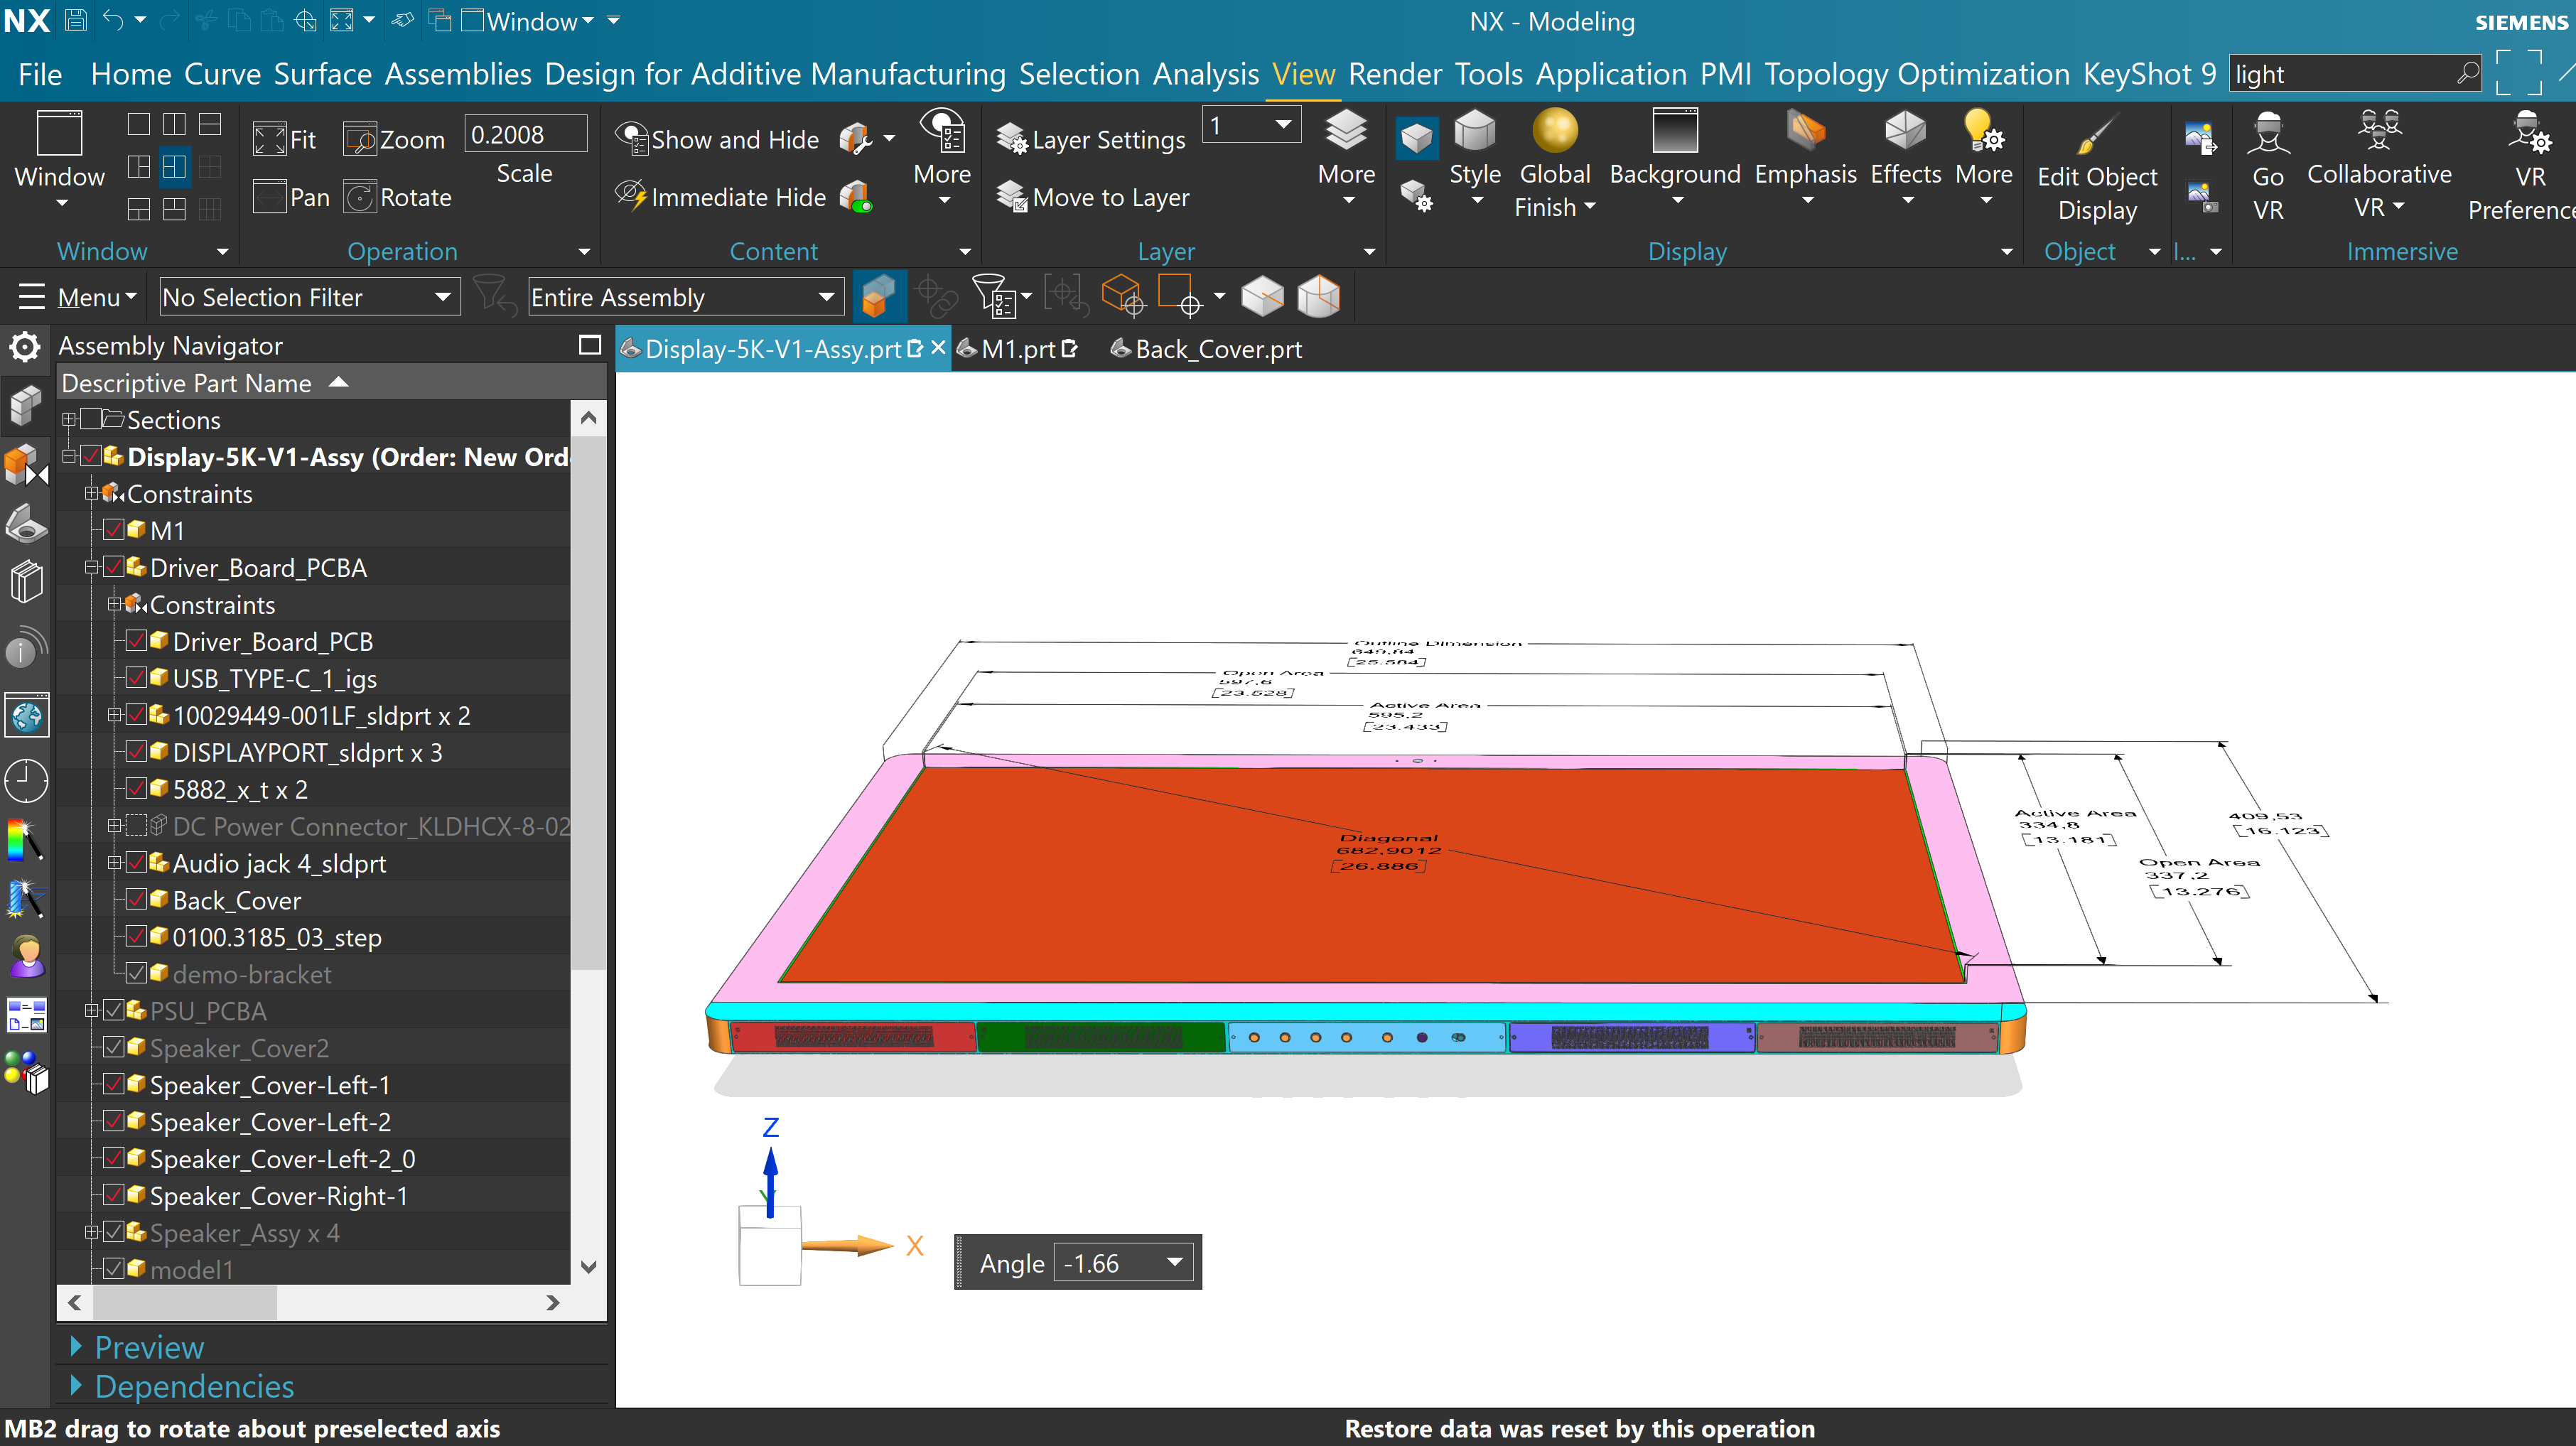 NX
Window
NX - Modeling
SIEMENS
File Home Curve Surface Assemblies Design for Additive Manufacturing Selection Analysis View Render Tools Application PMI Topology Optimization KeyShot 9 light
Window
Fit
Zoom
0.2008
Scale
Pan
Rotate
Show and Hide
Immediate Hide
More
Layer Settings
1
Move to Layer
More
Style
Global
Finish
Background
Emphasis
Effects
More
Edit Object
Display
Go
VR
Collaborative
VR
VR
Preference
Window
Operation
Content
Layer
Display
Object
I...
Immersive
Menu
No Selection Filter
Entire Assembly
Assembly Navigator
Display-5K-V1-Assy.prt
M1.prt
Back_Cover.prt
Descriptive Part Name
Sections
Display-5K-V1-Assy (Order: New Ord
Constraints
M1
Driver_Board_PCBA
Constraints
Driver_Board_PCB
USB_TYPE-C_1_igs
10029449-001LF_sldprt x 2
DISPLAYPORT_sldprt x 3
5882_x_t x 2
DC Power Connector_KLDHCX-8-02
Audio jack 4_sldprt
Back_Cover
0100.3185_03_step
demo-bracket
PSU_PCBA
Speaker_Cover2
Speaker_Cover-Left-1
Speaker_Cover-Left-2
Speaker_Cover-Left-2_0
Speaker_Cover-Right-1
Speaker_Assy x 4
model1
Preview
Dependencies
Outline Dimension
649,84
[25.584]
Open Area
597,6
[23.528]
Active Area
595,2
[23.433]
Diagonal
682,9012
[26.886]
Active Area
334,8
[13.181]
Open Area
337,2
[13.276]
409,53
[16.123]
Z
Y
X
Angle -1.66
MB2 drag to rotate about preselected axis
Restore data was reset by this operation